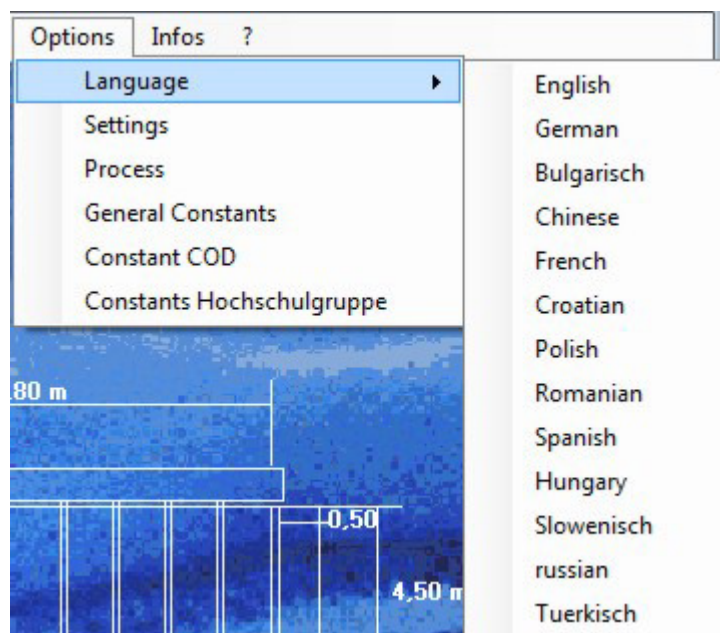 Options Infos ?
Language
Settings
Process
General Constants
Constant COD
Constants Hochschulgruppe
English
German
Bulgarisch
Chinese
French
Croatian
Polish
Romanian
Spanish
Hungary
Slowenisch
russian
Tuerkisch
80 m
0,50
4,50 m